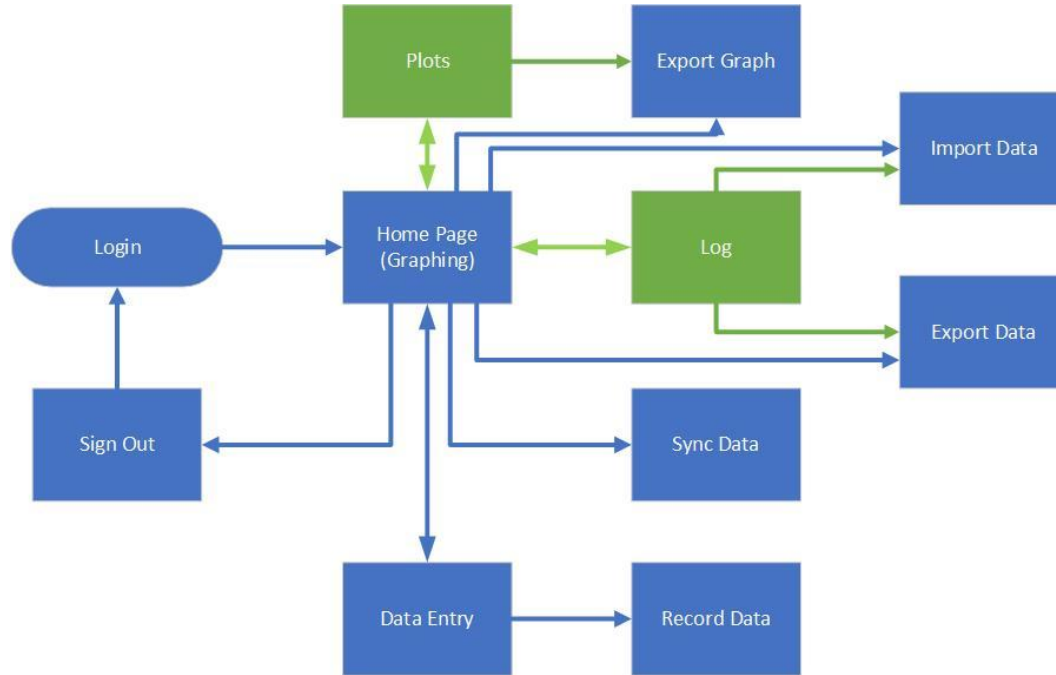 Plots
Export Graph
Import Data
Login
Home Page
(Graphing)
Log
Export Data
Sign Out
Sync Data
Data Entry
Record Data